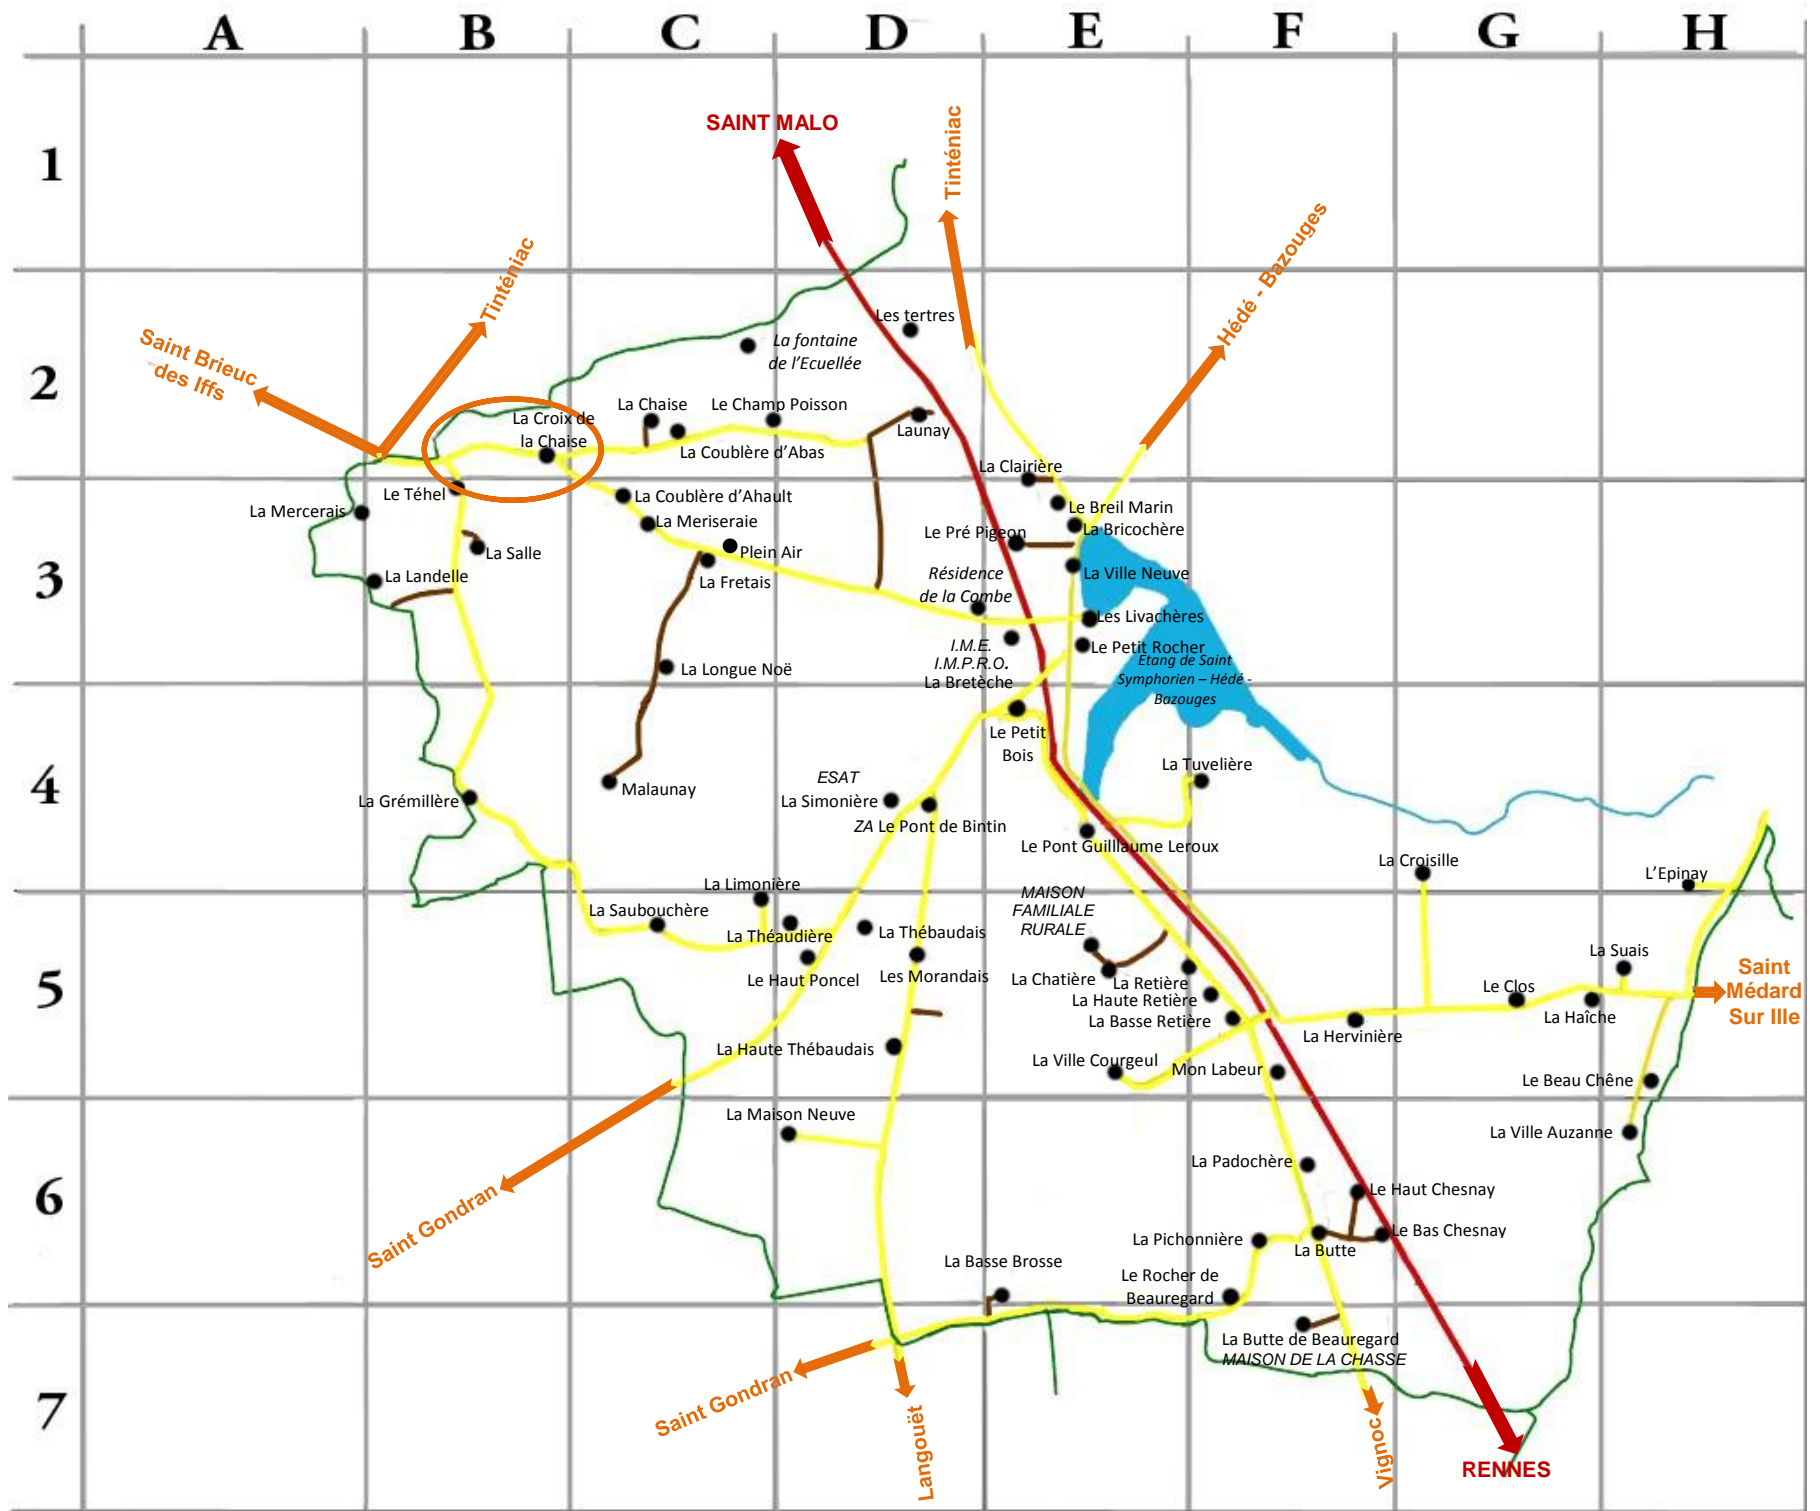 A B C D E F G H
1
2
3
4
5
6
7
SAINT MALO
Tinténiac
Hédé - Bazouges
Tinténiac
Saint Brieuc
des Iffs
Les tertres
La fontaine
de l'Ecuellée
La Croix de
la Chaise
La Chaise
Le Champ Poisson
Launay
La Coublère d'Abas
La Clairière
Le Téhel
La Coublère d'Ahault
La Mercerais
La Meriseraie
Le Breil Marin
La Bricochère
Le Pré Pigeon
La Salle
Plein Air
La Fretais
La Landelle
Résidence
de la Combe
La Ville Neuve
Les Livachères
I.M.E.
I.M.P.R.O.
La Bretèche
Le Petit Rocher
Etang de Saint
Symphorien – Hédé -
Bazouges
La Longue Noë
Le Petit
Bois
La Tuvelière
ESAT
La Simonière
Malaunay
La Grémillère
ZA Le Pont de Bintin
Le Pont Guilllaume Leroux
La Croisille
L'Epinay
La Limonière
MAISON
FAMILIALE
RURALE
La Saubouchère
La Théaudière
La Thébaudais
La Suais
Le Haut Poncel
Les Morandais
La Chatière
La Retière
Le Clos
Saint
Médard
Sur Ille
La Haute Retière
La Haîche
La Basse Retière
La Hervinière
La Haute Thébaudais
La Ville Courgeul
Mon Labeur
Le Beau Chêne
La Maison Neuve
La Ville Auzanne
La Padochère
Le Haut Chesnay
Saint Gondran
La Pichonnière
La Butte
Le Bas Chesnay
La Basse Brosse
Le Rocher de
Beauregard
La Butte de Beauregard
MAISON DE LA CHASSE
Saint Gondran
Langouët
Vignoc
RENNES